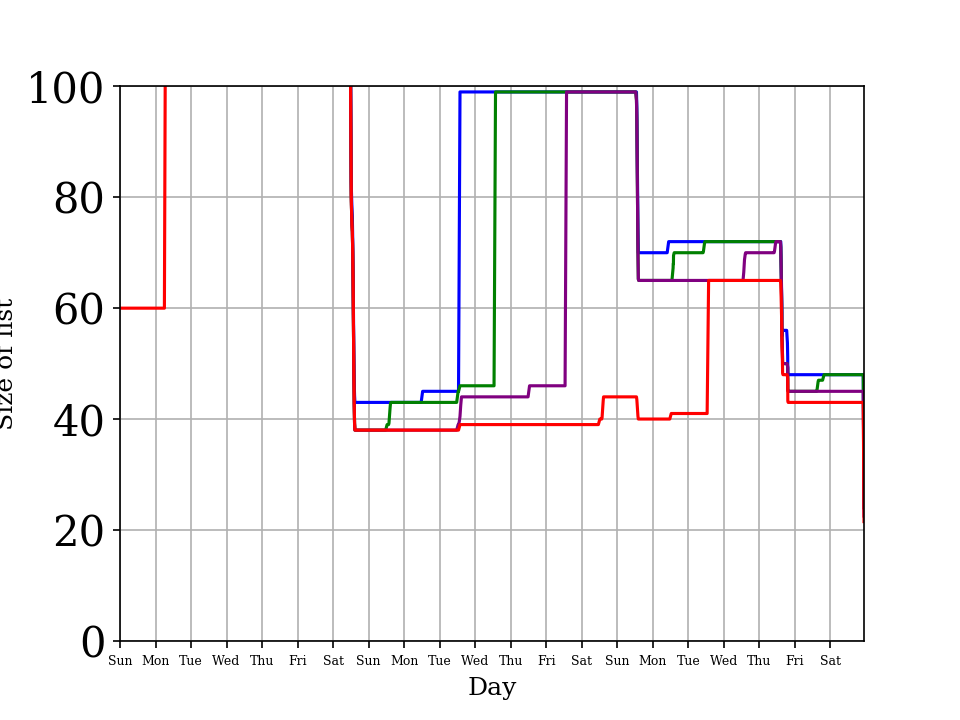 100
80
60
40
20
0
Size of list
Sun Mon Tue Wed Thu Fri Sat Sun Mon Tue Wed Thu Fri Sat Sun Mon Tue Wed Thu Fri Sat
Day